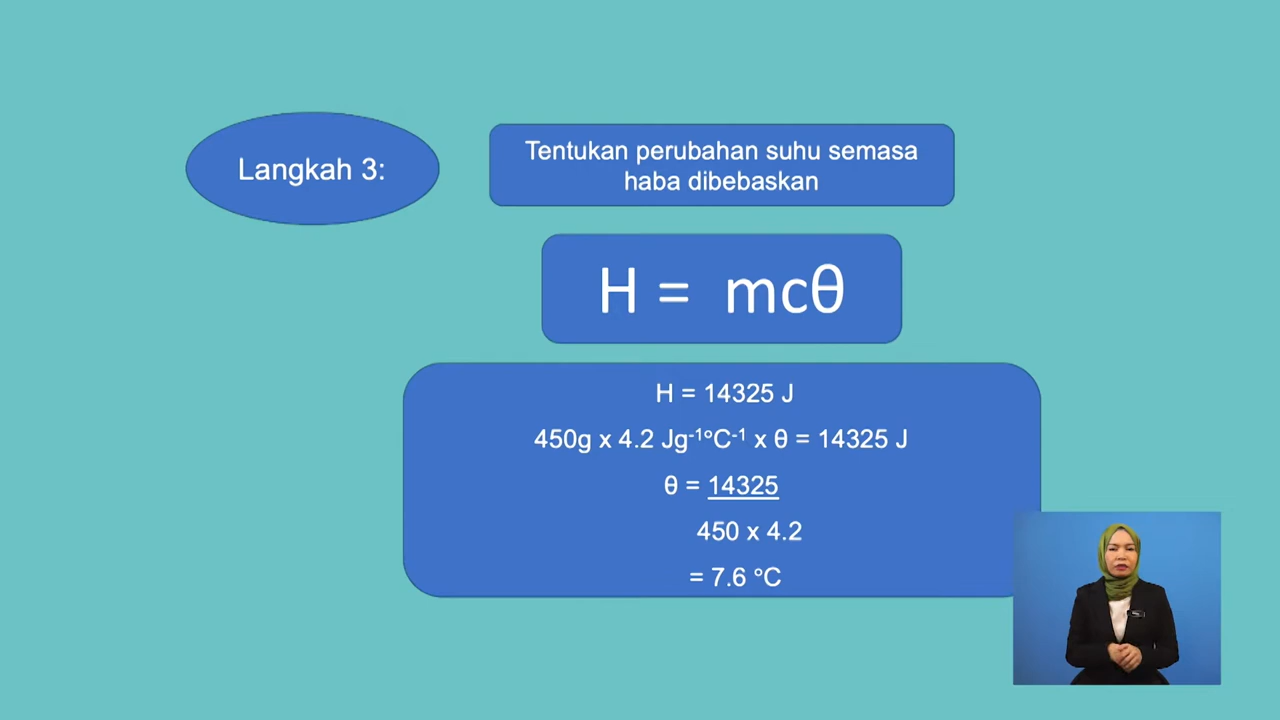 Langkah 3:
Tentukan perubahan suhu semasa
haba dibebaskan
H = mcθ
H = 14325 J
450g x 4.2 Jg⁻¹°C⁻¹ x θ = 14325 J
θ = 14325
450 x 4.2
= 7.6 °C